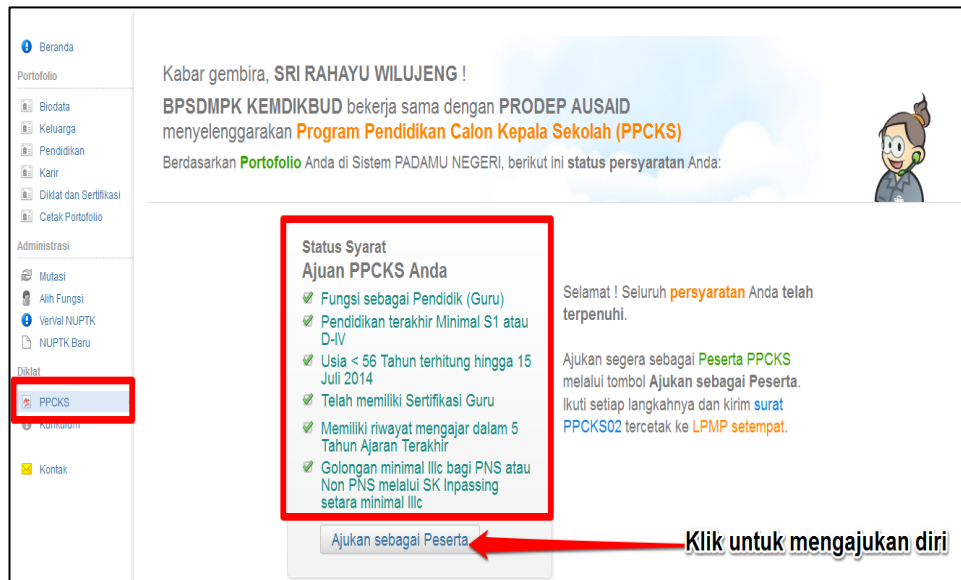 Beranda
Portofolio
Biodata
Keluarga
Pendidikan
Karir
Diklat dan Sertifikasi
Cetak Portofolio
Administrasi
Mutasi
Alih Fungsi
VerVal NUPTK
NUPTK Baru
Diklat
PPCKS
Kurikulum
Kontak
Kabar gembira, SRI RAHAYU WILUJENG !
BPSDMPK KEMDIKBUD bekerja sama dengan PRODEP AUSAID
menyelenggarakan Program Pendidikan Calon Kepala
Sekolah (PPCKS)
Berdasarkan Portofolio Anda di Sistem PADAMU NEGERI, berikut ini status persyaratan Anda:
Status Syarat
Ajuan PPCKS Anda
Fungsi sebagai Pendidik (Guru)
Pendidikan terakhir Minimal S1 atau
D-IV
Usia < 56 Tahun terhitung hingga 15
Juli 2014
Telah memiliki Sertifikasi Guru
Memiliki riwayat mengajar dalam 5
Tahun Ajaran Terakhir
Golongan minimal IIIc bagi PNS atau
Non PNS melalui SK Inpassing
setara minimal IIIc
Ajukan sebagai Peserta
Selamat ! Seluruh persyaratan Anda telah
terpenuhi.
Ajukan segera sebagai Peserta PPCKS
melalui tombol Ajukan sebagai Peserta.
Ikuti setiap langkahnya dan kirim surat
PPCKS02 tercetak ke LPMP setempat.
Klik untuk mengajukan diri